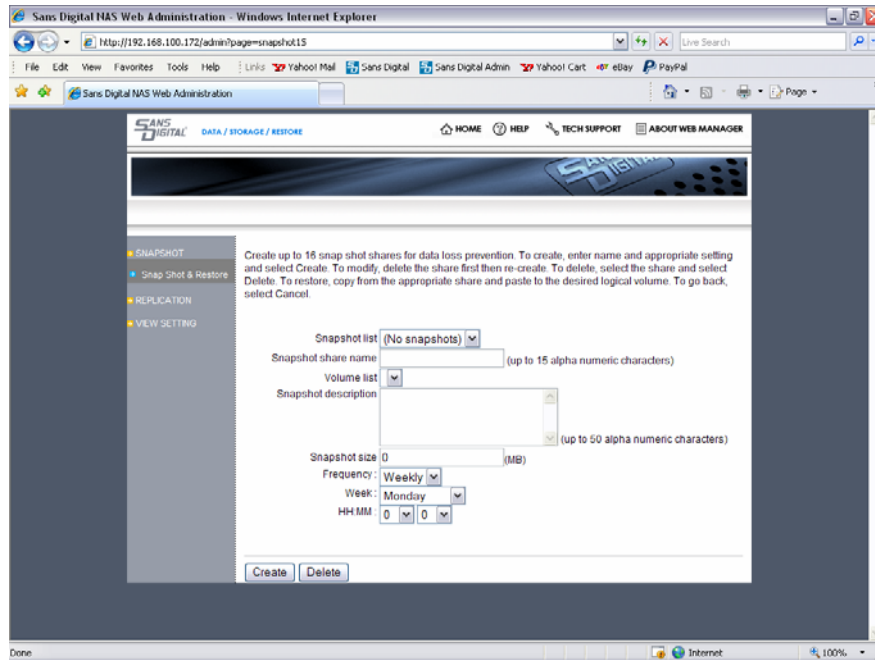 Sans Digital NAS Web Administration - Windows Internet Explorer
http://192.168.100.172/admin?page=snapshot15
Live Search
File Edit View Favorites Tools Help Links Yahoo! Mail Sans Digital Sans Digital Admin Yahoo! Cart eBay PayPal
Sans Digital NAS Web Administration
Page
SANS DIGITAL DATA / STORAGE / RESTORE
HOME HELP TECH SUPPORT ABOUT WEB MANAGER
SANS DIGITAL
SNAPSHOT
Snap Shot & Restore
REPLICATION
VIEW SETTING
Create up to 16 snap shot shares for data loss prevention. To create, enter name and appropriate setting
and select Create. To modify, delete the share first then re-create. To delete, select the share and select
Delete. To restore, copy from the appropriate share and paste to the desired logical volume. To go back,
select Cancel.
Snapshot list (No snapshots)
Snapshot share name (up to 15 alpha numeric characters)
Volume list
Snapshot description
(up to 50 alpha numeric characters)
Snapshot size 0 (MB)
Frequency : Weekly
Week : Monday
HH:MM : 0 0
Create Delete
Done Internet 100%